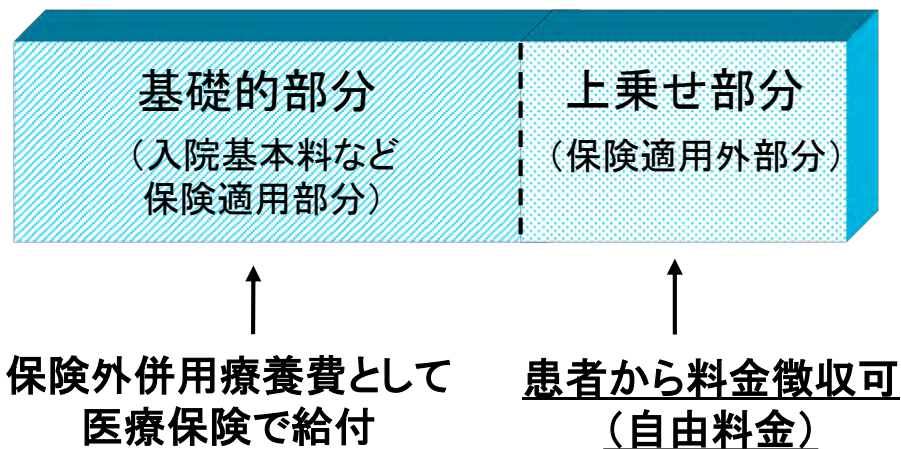 基礎的部分
（入院基本料など
保険適用部分）
上乗せ部分
（保険適用外部分）
保険外併用療養費として
医療保険で給付
患者から料金徴収可
（自由料金）